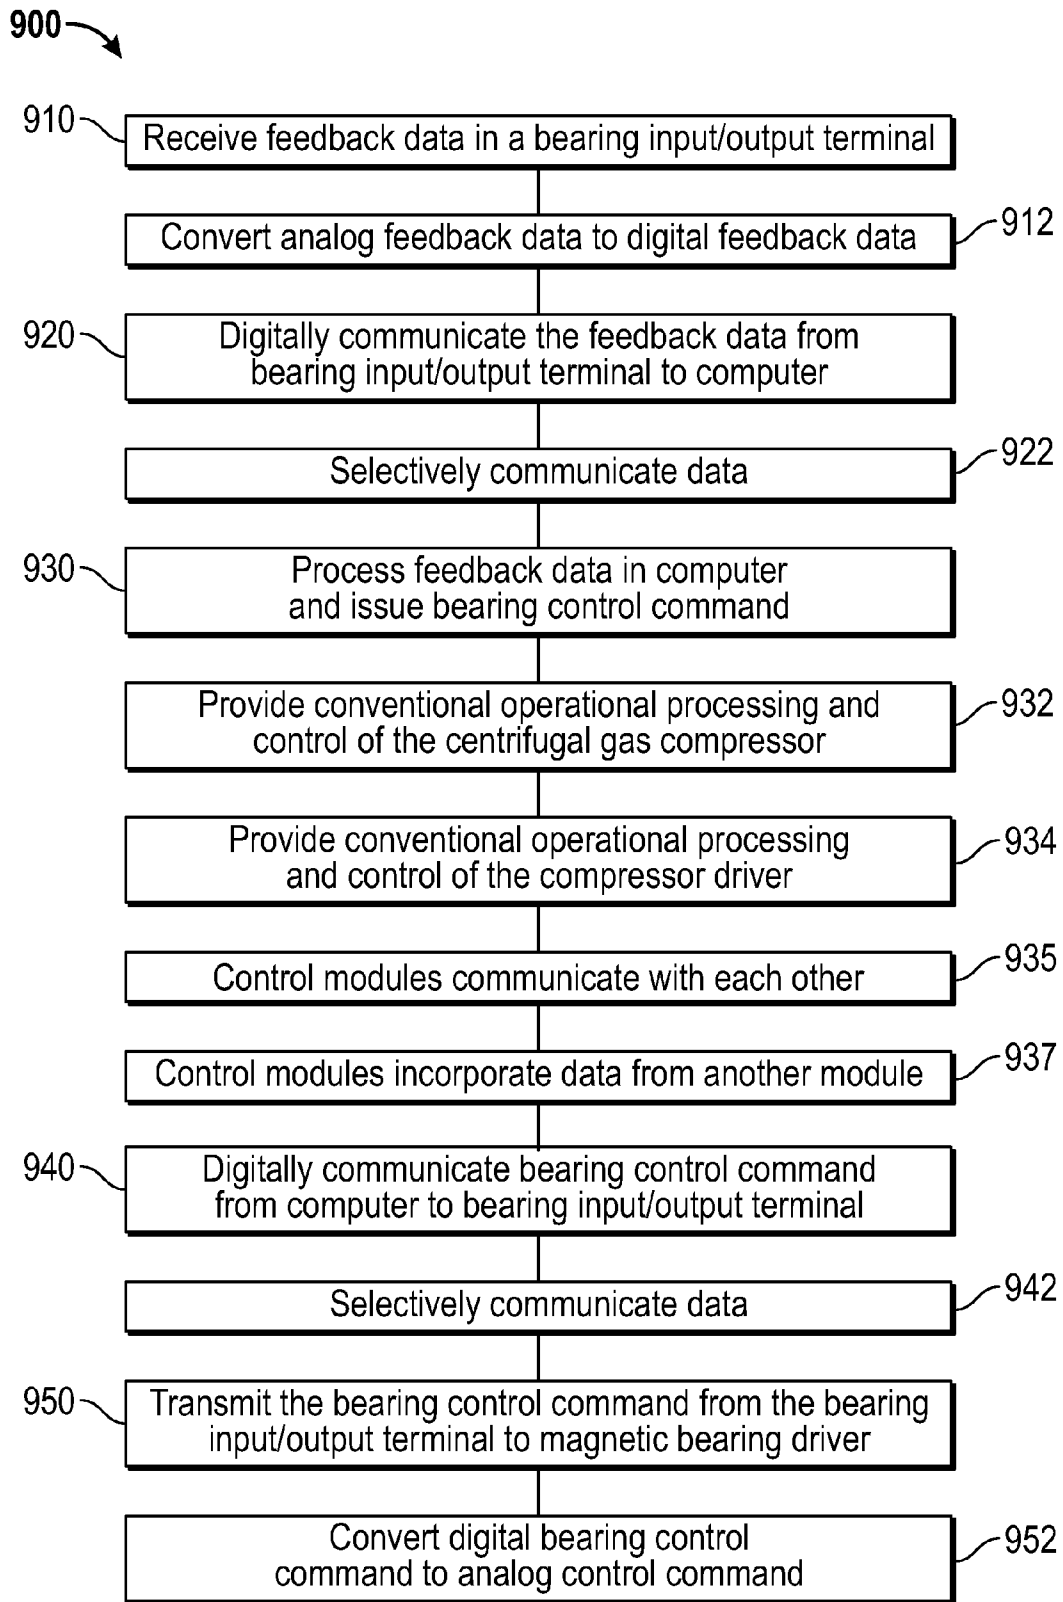 900
910
Receive feedback data in a bearing input/output terminal
Convert analog feedback data to digital feedback data
912
920
Digitally communicate the feedback data from
bearing input/output terminal to computer
Selectively communicate data
922
930
Process feedback data in computer
and issue bearing control command
Provide conventional operational processing and
control of the centrifugal gas compressor
932
Provide conventional operational processing
and control of the compressor driver
934
Control modules communicate with each other
935
Control modules incorporate data from another module
937
940
Digitally communicate bearing control command
from computer to bearing input/output terminal
Selectively communicate data
942
950
Transmit the bearing control command from the bearing
input/output terminal to magnetic bearing driver
Convert digital bearing control
command to analog control command
952